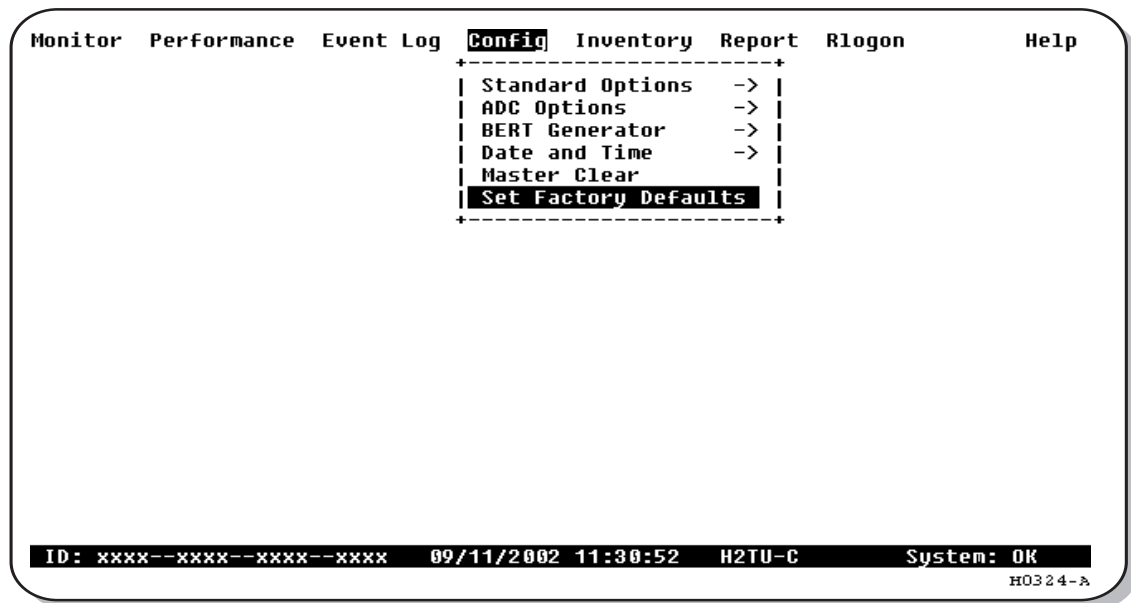 Monitor Performance Event Log Config Inventory Report Rlogon Help
+-----------------------+
| Standard Options -> |
| ADC Options -> |
| BERT Generator -> |
| Date and Time -> |
| Master Clear |
| Set Factory Defaults |
+-----------------------+
ID: xxxx--xxxx--xxxx--xxxx 09/11/2002 11:30:52 H2TU-C System: OK
H0324-A